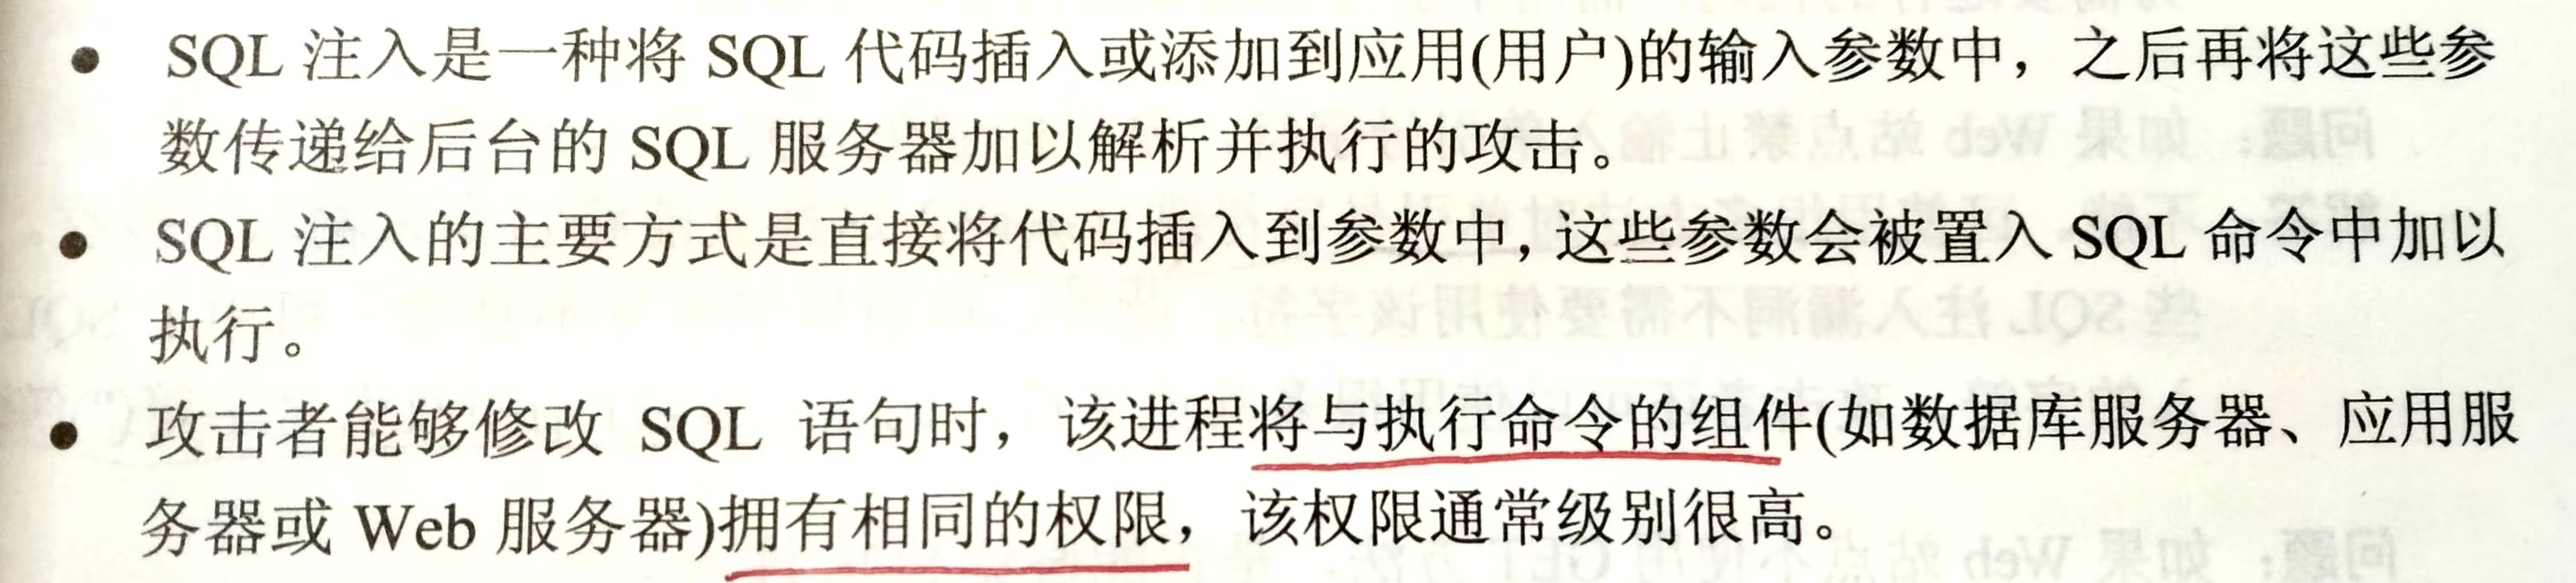 ● SQL 注入是一种将 SQL 代码插入或添加到应用(用户)的输入参数中，之后再将这些参
数传递给后台的 SQL 服务器加以解析并执行的攻击。
● SQL 注入的主要方式是直接将代码插入到参数中，这些参数会被置入 SQL 命令中加以
执行。
● 攻击者能够修改 SQL 语句时，该进程将与执行命令的组件(如数据库服务器、应用服
务器或 Web 服务器)拥有相同的权限，该权限通常级别很高。